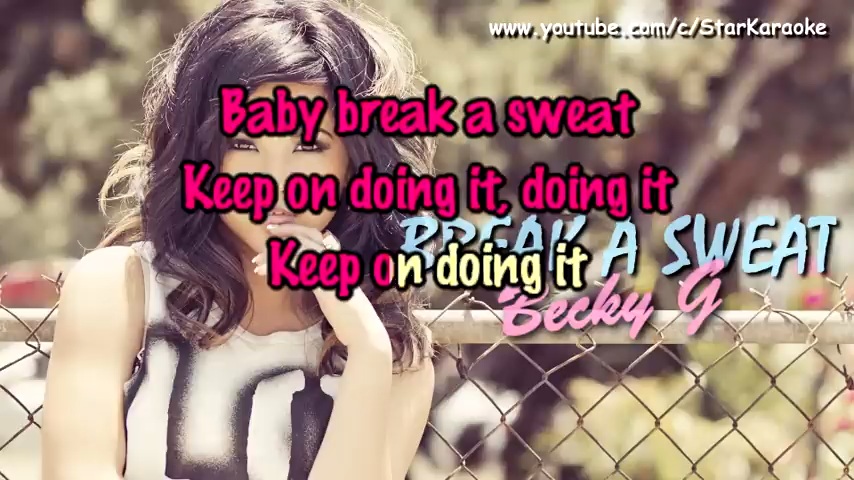 www.youtube.com/c/StarKaraoke
Baby break a sweat
Keep on doing it, doing it
BREAK A SWEAT
Keep on doing it
Becky G